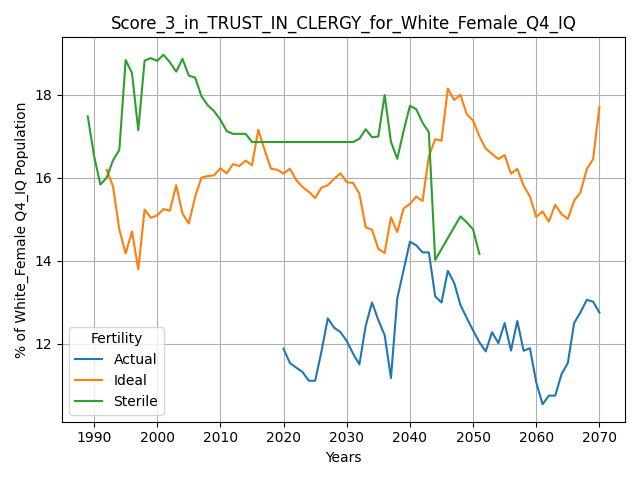 Score_3_in_TRUST_IN_CLERGY_for_White_Female_Q4_IQ
% of White_Female Q4_IQ Population
18
16
14
12
Fertility
Actual
Ideal
Sterile
1990 2000 2010 2020 2030 2040 2050 2060 2070
Years